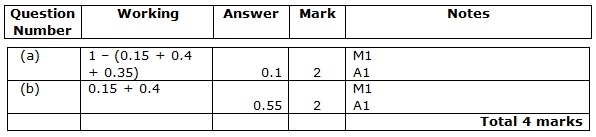 Question Number Working Answer Mark Notes
(a) 1 – (0.15 + 0.4 M1
+ 0.35) 0.1 2 A1
(b) 0.15 + 0.4 M1
0.55 2 A1
Total 4 marks